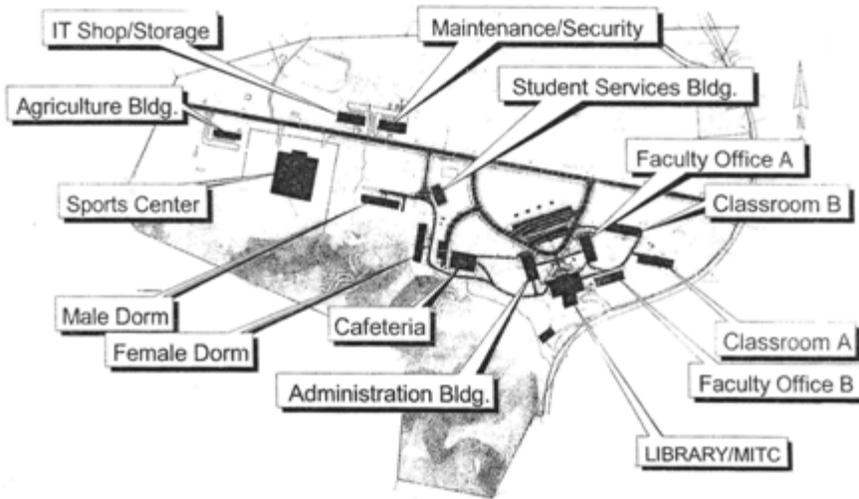 IT Shop/Storage
Maintenance/Security
Student Services Bldg.
Agriculture Bldg.
Faculty Office A
Sports Center
Classroom B
Male Dorm
Female Dorm
Cafeteria
Classroom A
Administration Bldg.
Faculty Office B
LIBRARY/MITC